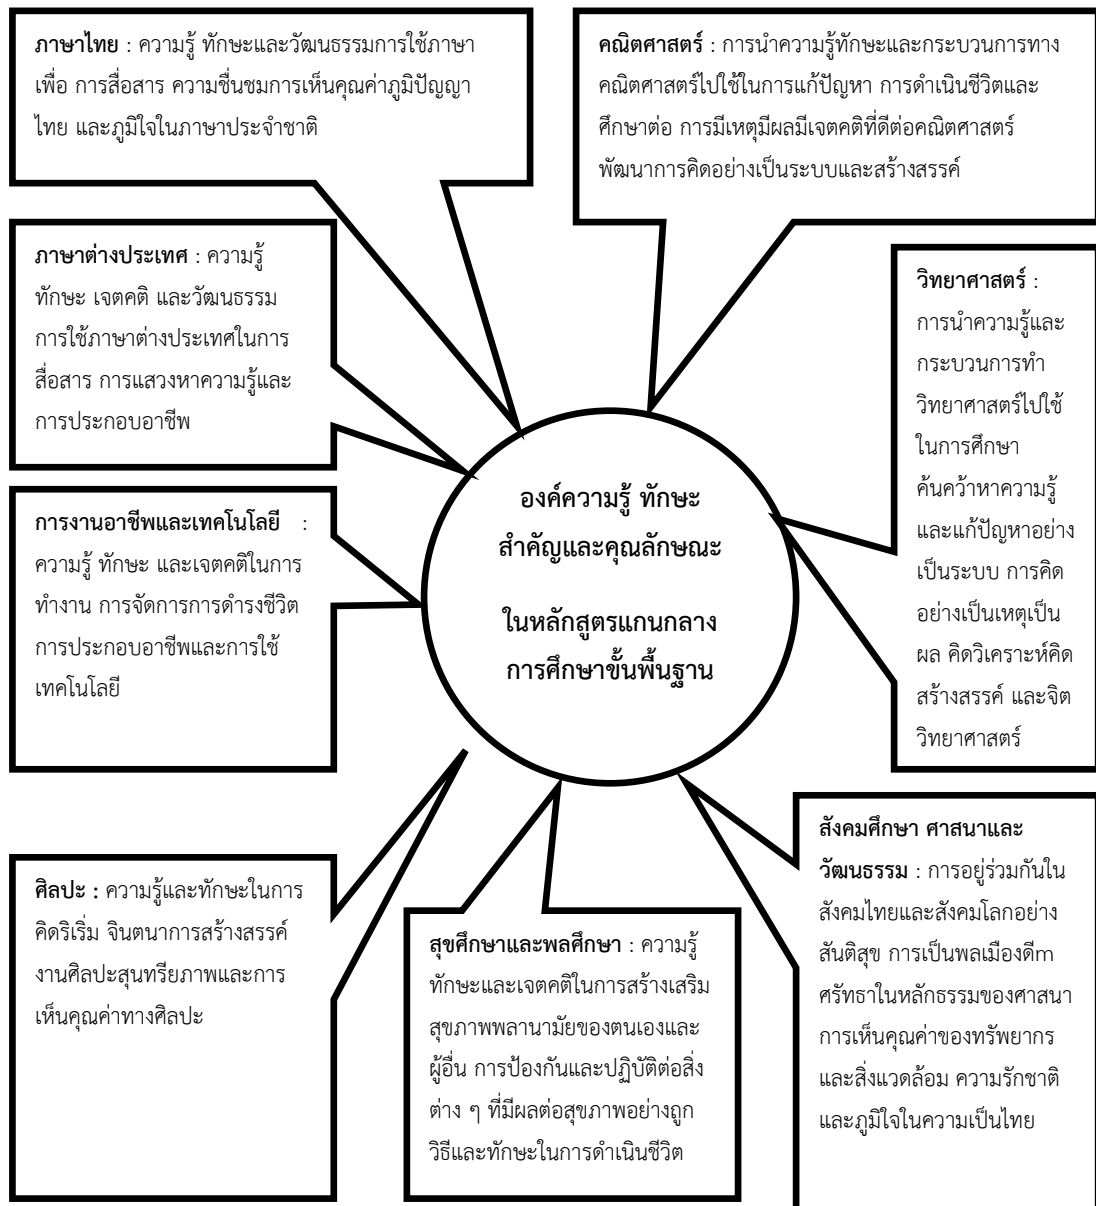 ภาษาไทย : ความรู้ ทักษะและวัฒนธรรมการใช้ภาษา
เพื่อ การสื่อสาร ความชื่นชมการเห็นคุณค่าภูมิปัญญา
ไทย และภูมิใจในภาษาประจำชาติ
คณิตศาสตร์ : การนำความรู้ทักษะและกระบวนการทาง
คณิตศาสตร์ไปใช้ในการแก้ปัญหา การดำเนินชีวิตและ
ศึกษาต่อ การมีเหตุมีผลมีเจตคติที่ดีต่อคณิตศาสตร์
พัฒนาการคิดอย่างเป็นระบบและสร้างสรรค์
ภาษาต่างประเทศ : ความรู้
ทักษะ เจตคติ และวัฒนธรรม
การใช้ภาษาต่างประเทศในการ
สื่อสาร การแสวงหาความรู้และ
การประกอบอาชีพ
วิทยาศาสตร์ :
การนำความรู้และ
กระบวนการทำ
วิทยาศาสตร์ไปใช้
ในการศึกษา
ค้นคว้าหาความรู้
และแก้ปัญหาอย่าง
เป็นระบบ การคิด
อย่างเป็นเหตุเป็น
ผล คิดวิเคราะห์คิด
สร้างสรรค์ และจิต
วิทยาศาสตร์
องค์ความรู้ ทักษะ
สำคัญและคุณลักษณะ
ในหลักสูตรแกนกลาง
การศึกษาขั้นพื้นฐาน
การงานอาชีพและเทคโนโลยี :
ความรู้ ทักษะ และเจตคติในการ
ทำงาน การจัดการการดำรงชีวิต
การประกอบอาชีพและการใช้
เทคโนโลยี
ศิลปะ : ความรู้และทักษะในการ
คิดริเริ่ม จินตนาการสร้างสรรค์
งานศิลปะสุนทรียภาพและการ
เห็นคุณค่าทางศิลปะ
สุขศึกษาและพลศึกษา : ความรู้
ทักษะและเจตคติในการสร้างเสริม
สุขภาพพลานามัยของตนเองและ
ผู้อื่น การป้องกันและปฏิบัติต่อสิ่ง
ต่าง ๆ ที่มีผลต่อสุขภาพอย่างถูก
วิธีและทักษะในการดำเนินชีวิต
สังคมศึกษา ศาสนาและ
วัฒนธรรม : การอยู่ร่วมกันใน
สังคมไทยและสังคมโลกอย่าง
สันติสุข การเป็นพลเมืองดีm
ศรัทธาในหลักธรรมของศาสนา
การเห็นคุณค่าของทรัพยากร
และสิ่งแวดล้อม ความรักชาติ
และภูมิใจในความเป็นไทย